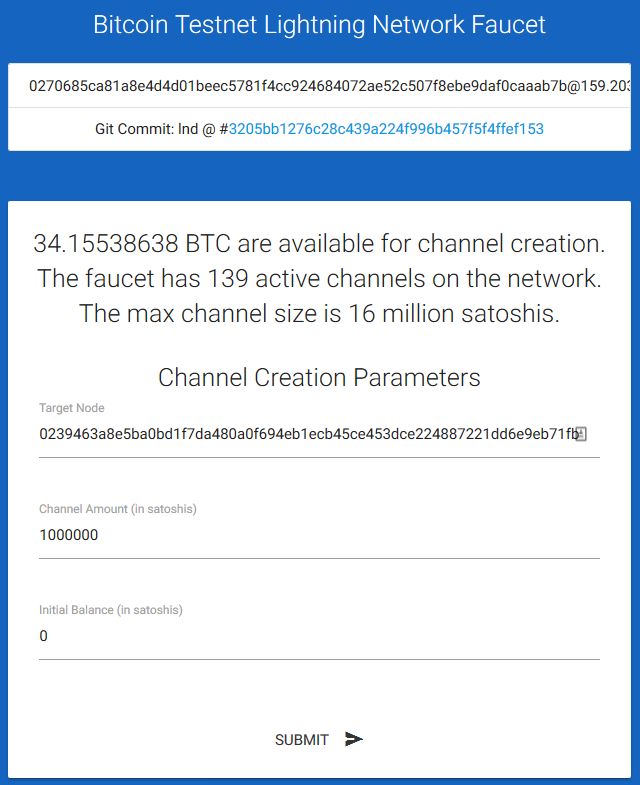 Bitcoin Testnet Lightning Network Faucet
0270685ca81a8e4d4d01beec5781f4cc924684072ae52c507f8ebe9daf0caaab7b@159.203
Git Commit: lnd @ #3205bb1276c28c439a224f996b457f5f4ffef153
34.15538638 BTC are available for channel creation.
The faucet has 139 active channels on the network.
The max channel size is 16 million satoshis.
Channel Creation Parameters
Target Node
0239463a8e5ba0bd1f7da480a0f694eb1ecb45ce453dce224887221dd6e9eb71fb
Channel Amount (in satoshis)
1000000
Initial Balance (in satoshis)
0
SUBMIT